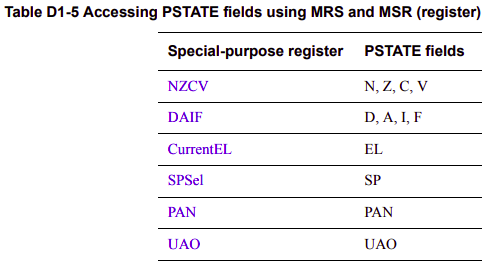 Table D1-5 Accessing PSTATE fields using MRS and MSR (register)
Special-purpose register PSTATE fields
NZCV N, Z, C, V
DAIF D, A, I, F
CurrentEL EL
SPSel SP
PAN PAN
UAO UAO